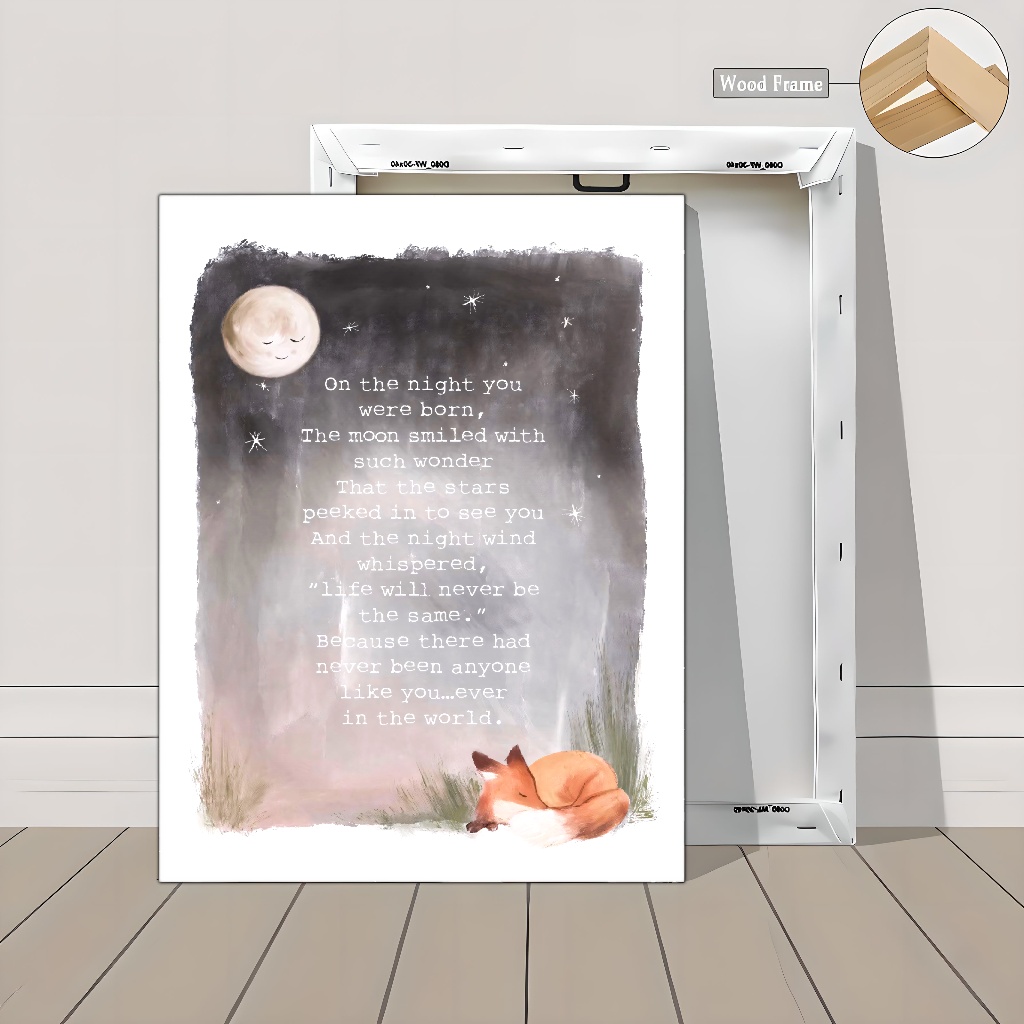 Wood Frame
On the night you
were born,
The moon smiled with
such wonder
That the stars
peeked in to see you
And the night wind
whispered,
“life will never be
the same.”
Because there had
never been anyone
like you...ever
in the world.